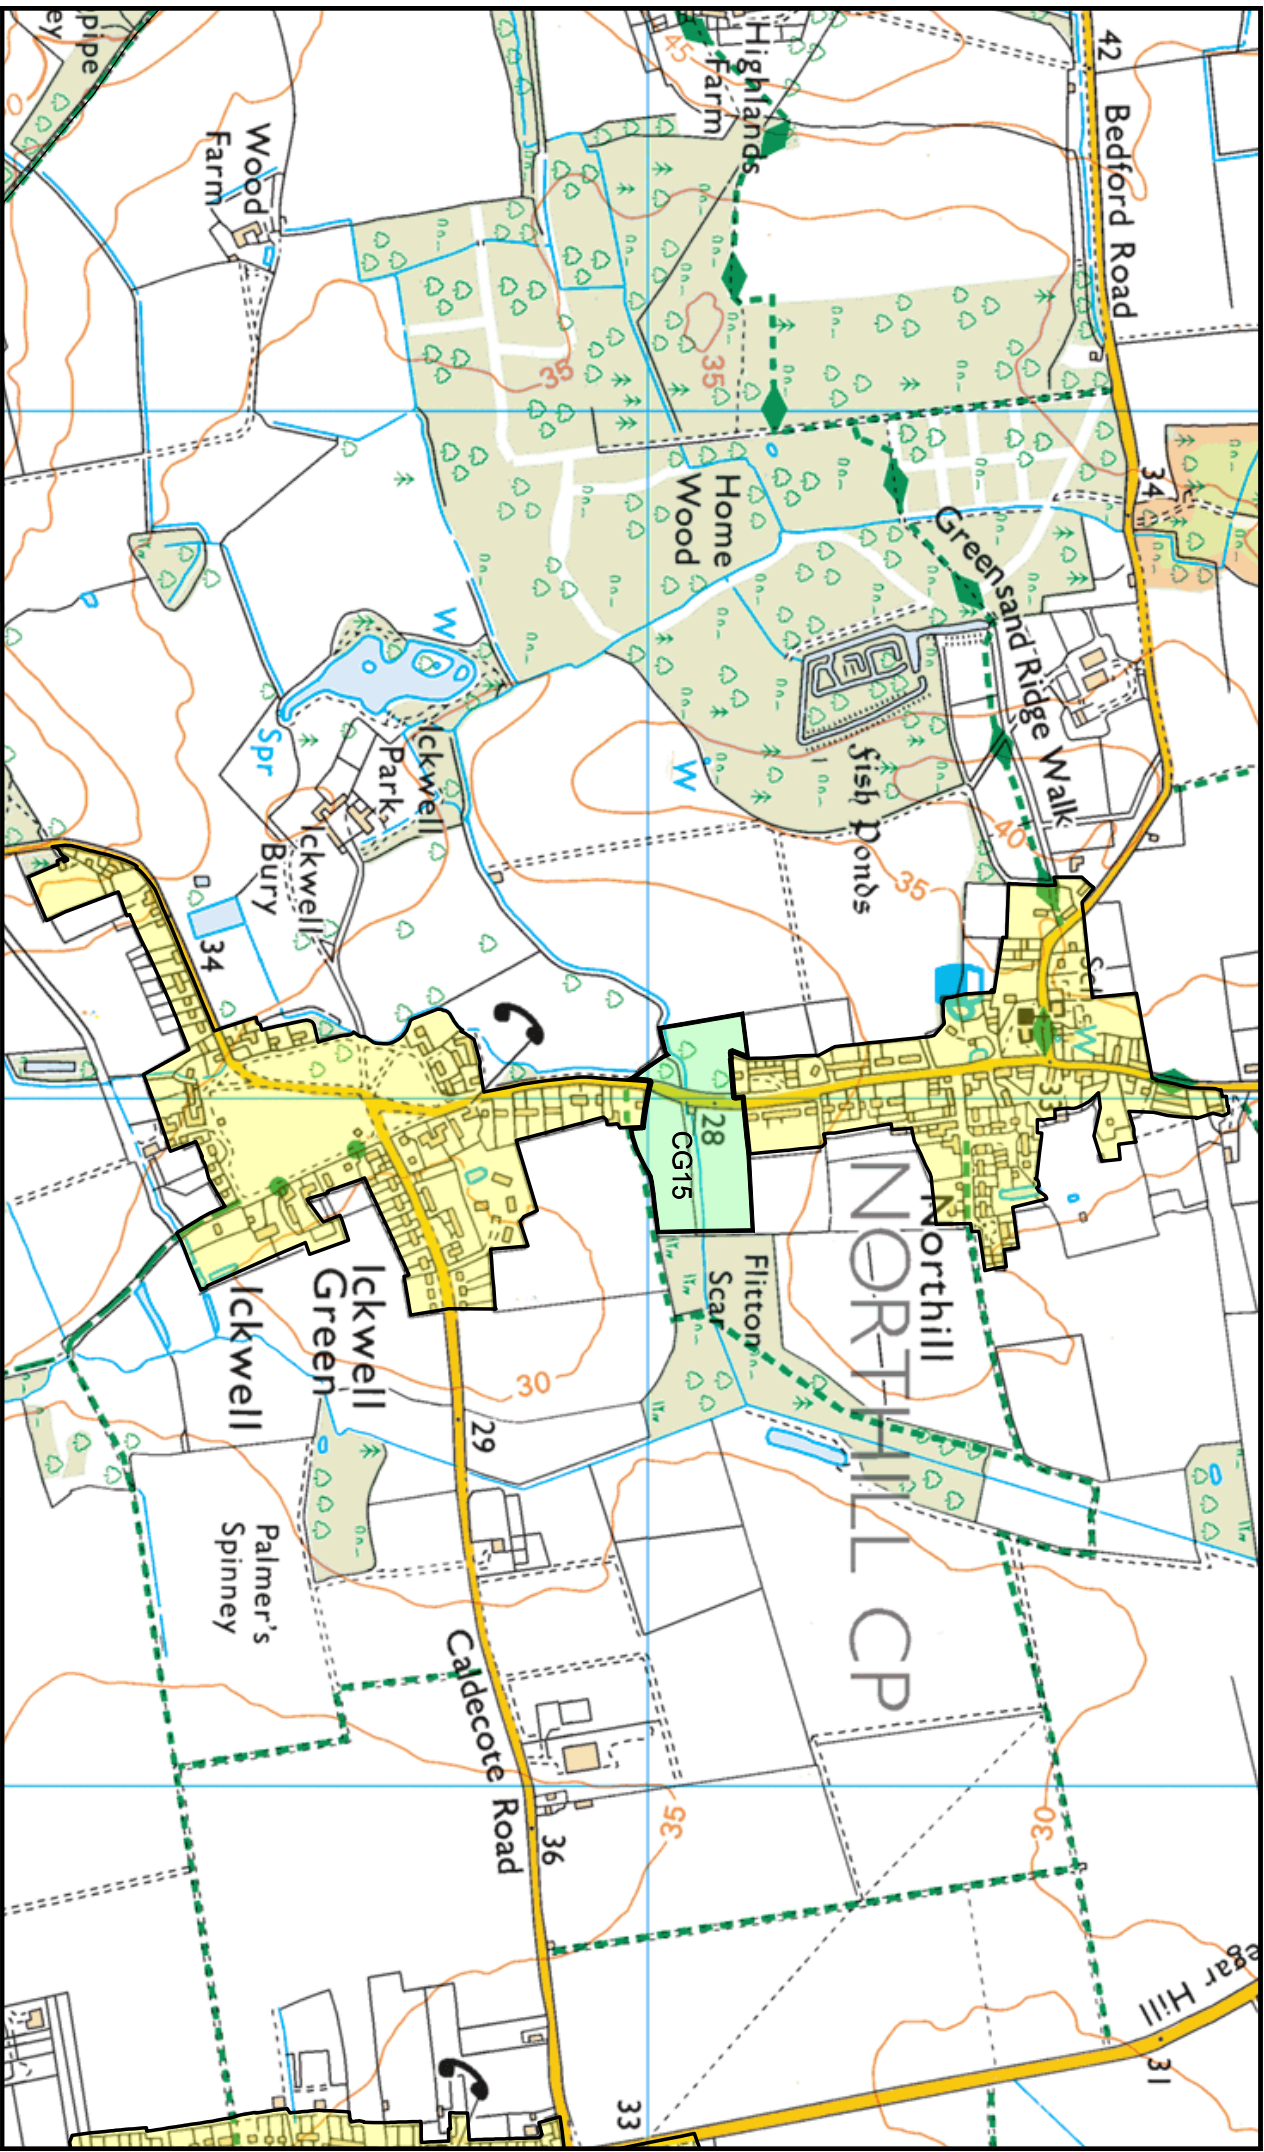 42
Bedford Road
34
Highlands
Farm
45
Wood
Farm
35
35
Home
Wood
Greensand Ridge Walk
Fish Ponds
40
35
W
W
Spr
Ickwell
Park
Ickwell
Bury
34
W
33
28
CG15
Northill
NORTHILL CP
Flitton
Scar
Ickwell
Green
Ickwell
30
29
Palmer's
Spinney
Caldecote Road
36
35
30
Hill
31
33